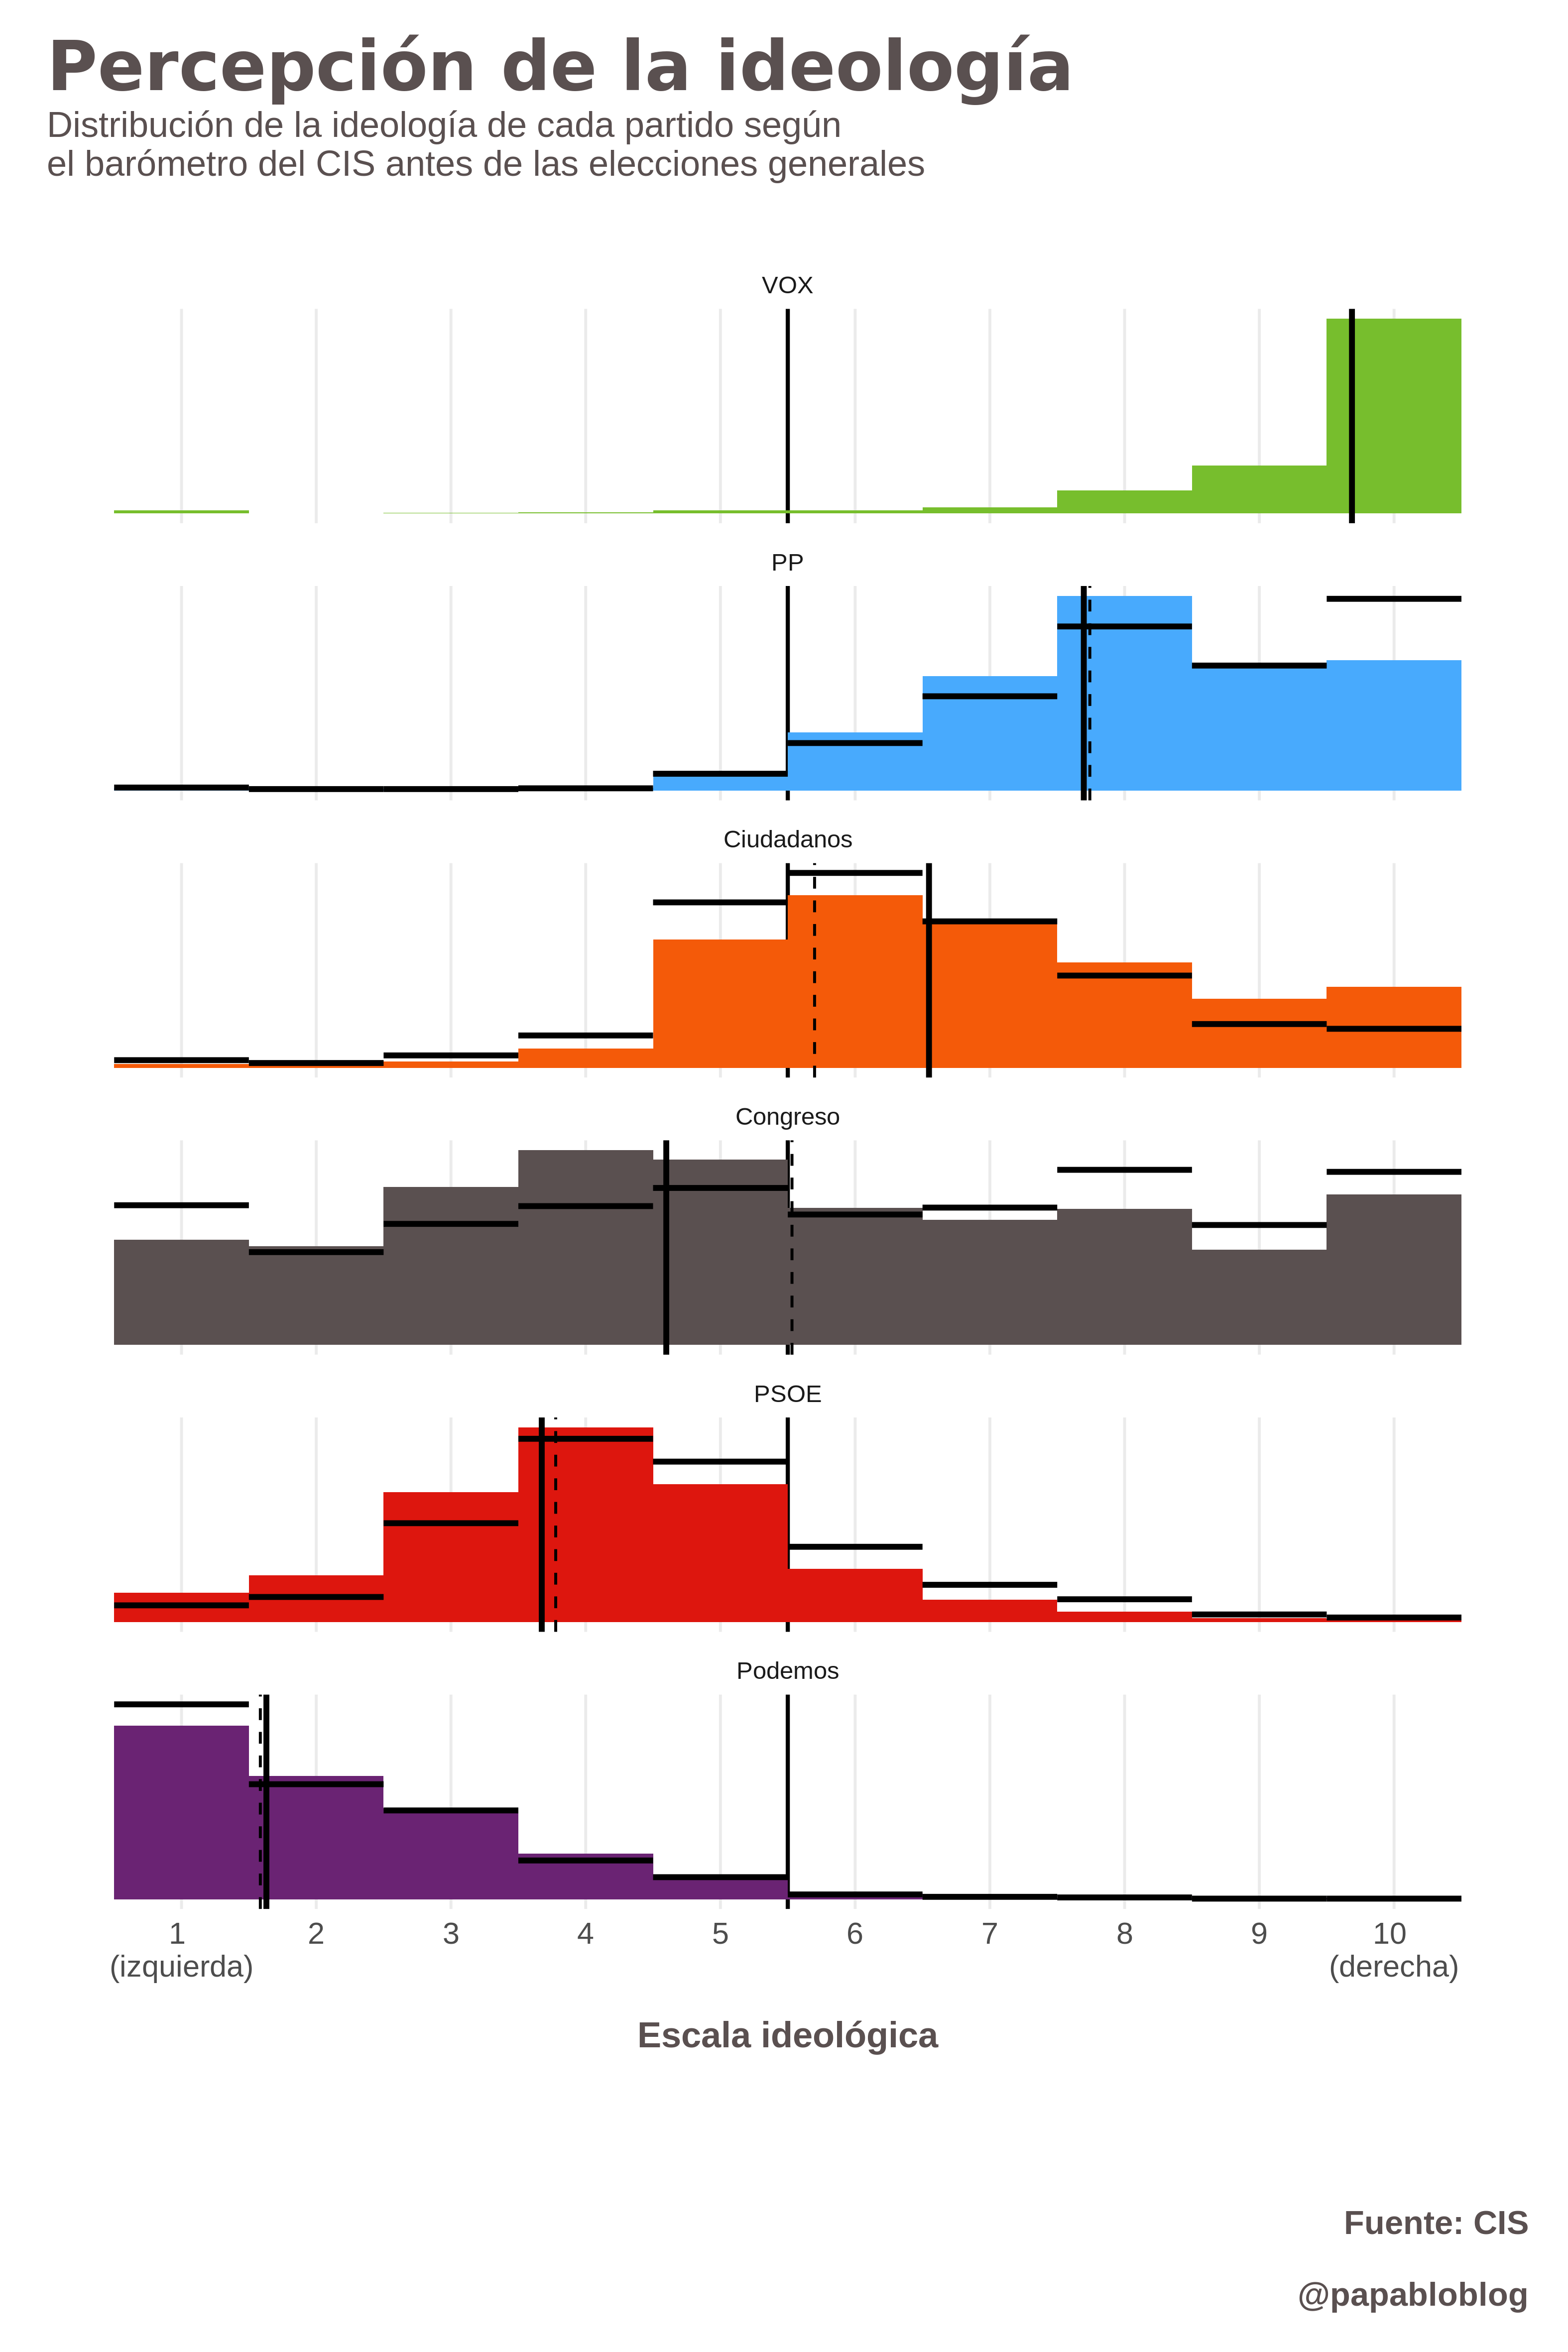 Percepción de la ideología
Distribución de la ideología de cada partido según
el barómetro del CIS antes de las elecciones generales
VOX
PP
Ciudadanos
Congreso
PSOE
Podemos
1 2 3 4 5 6 7 8 9 10
(izquierda) (derecha)
Escala ideológica
Fuente: CIS
@papabloblog